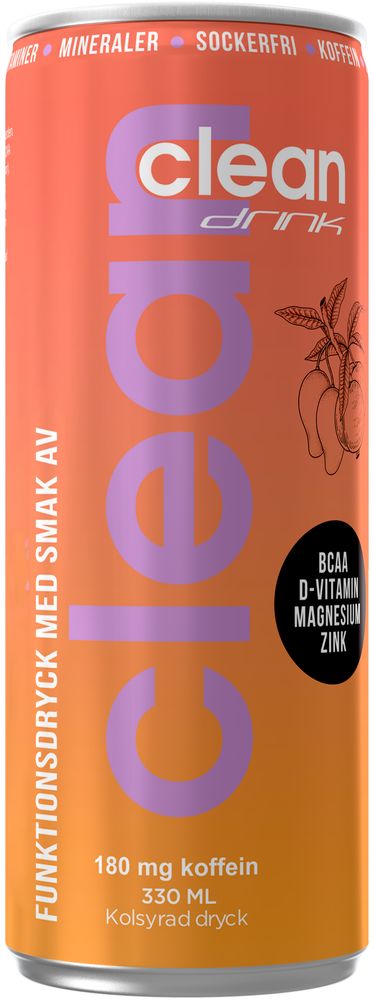 MINERALER • SOCKERFRI • KOFFEIN
clean
drink
clean
FUNKTIONSDRYCK MED SMAK AV
BCAA
D-VITAMIN
MAGNESIUM
ZINK
180 mg koffein
330 ML
Kolsyrad dryck